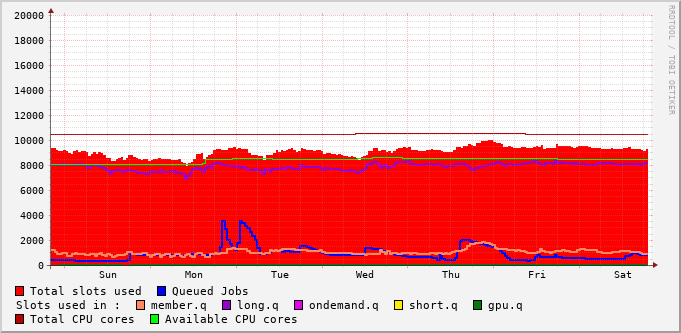 20000
18000
16000
14000
12000
10000
8000
6000
4000
2000
0
Sun Mon Tue Wed Thu Fri Sat
RRDTOOL / TOBI OETIKER
Total slots used Queued Jobs
Slots used in : member.q long.q ondemand.q short.q gpu.q
Total CPU cores Available CPU cores